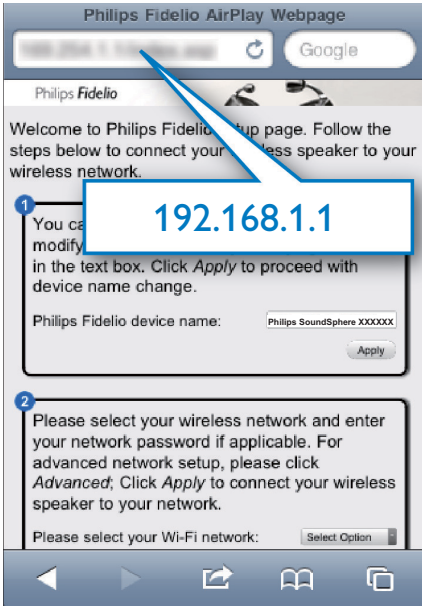 Philips Fidelio AirPlay Webpage
Google
Philips Fidelio
Welcome to Philips Fidelio setup page. Follow the
steps below to connect your wireless speaker to your
wireless network.
192.168.1.1
1
You
modify
in the text box. Click Apply to proceed with
device name change.
Philips Fidelio device name:
Philips SoundSphere XXXXXX
Apply
2
Please select your wireless network and enter
your network password if applicable. For
advanced network setup, please click
Advanced; Click Apply to connect your wireless
speaker to your network.
Please select your Wi-Fi network:
Select Option